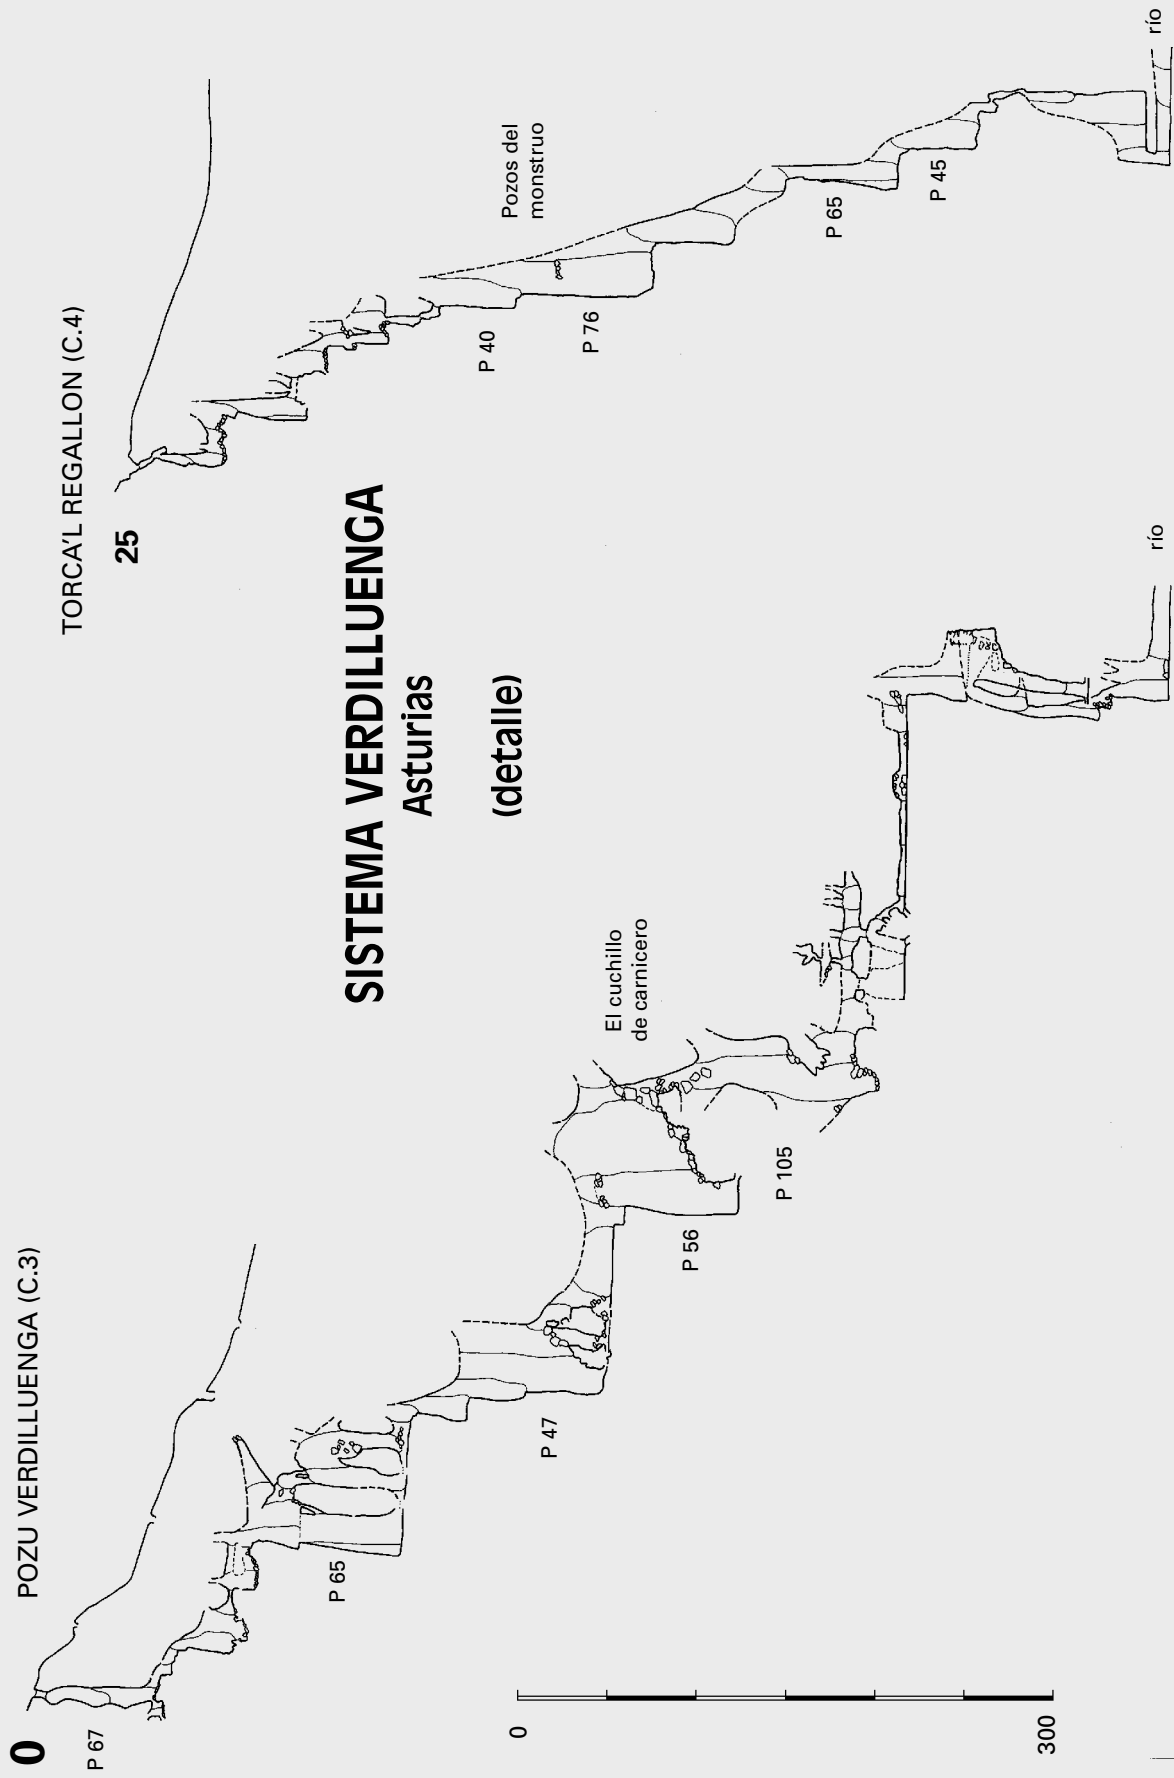 0
POZU VERDILLUENGA (C.3)
TORCA'L REGALLON (C.4)
25
P 67
P 65
P 47
P 56
P 105
El cuchillo
de carnicero
SISTEMA VERDILLUENGA
Asturias
(detalle)
P 40
P 76
Pozos del
monstruo
P 65
P 45
río
río
0
300